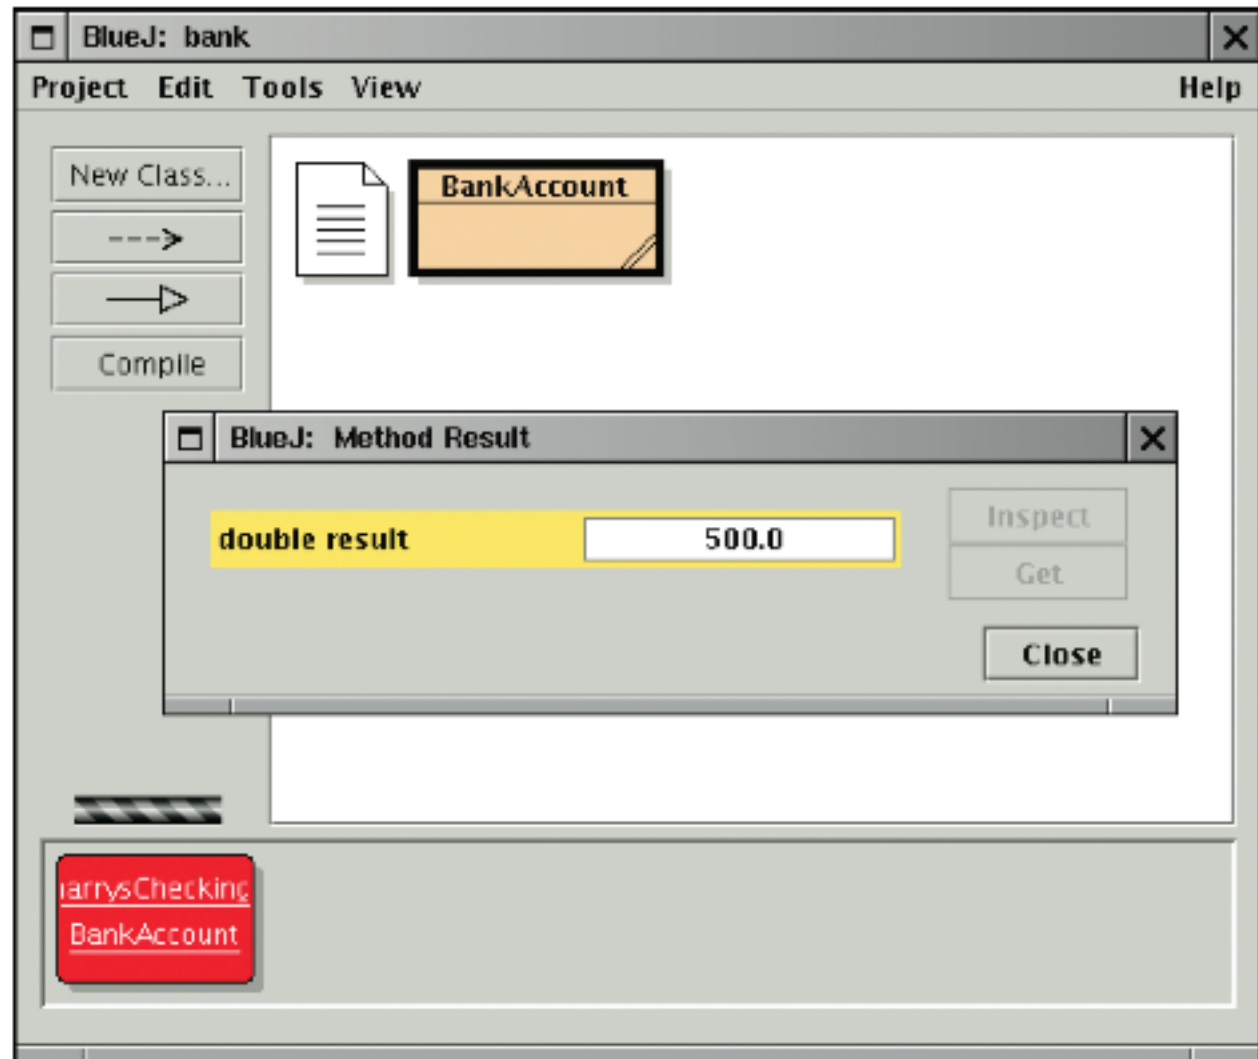 BlueJ: bank
Project Edit Tools View Help
New Class...
BankAccount
Compile
BlueJ: Method Result
double result 500.0
Inspect
Get
Close
arrysChecking
BankAccount